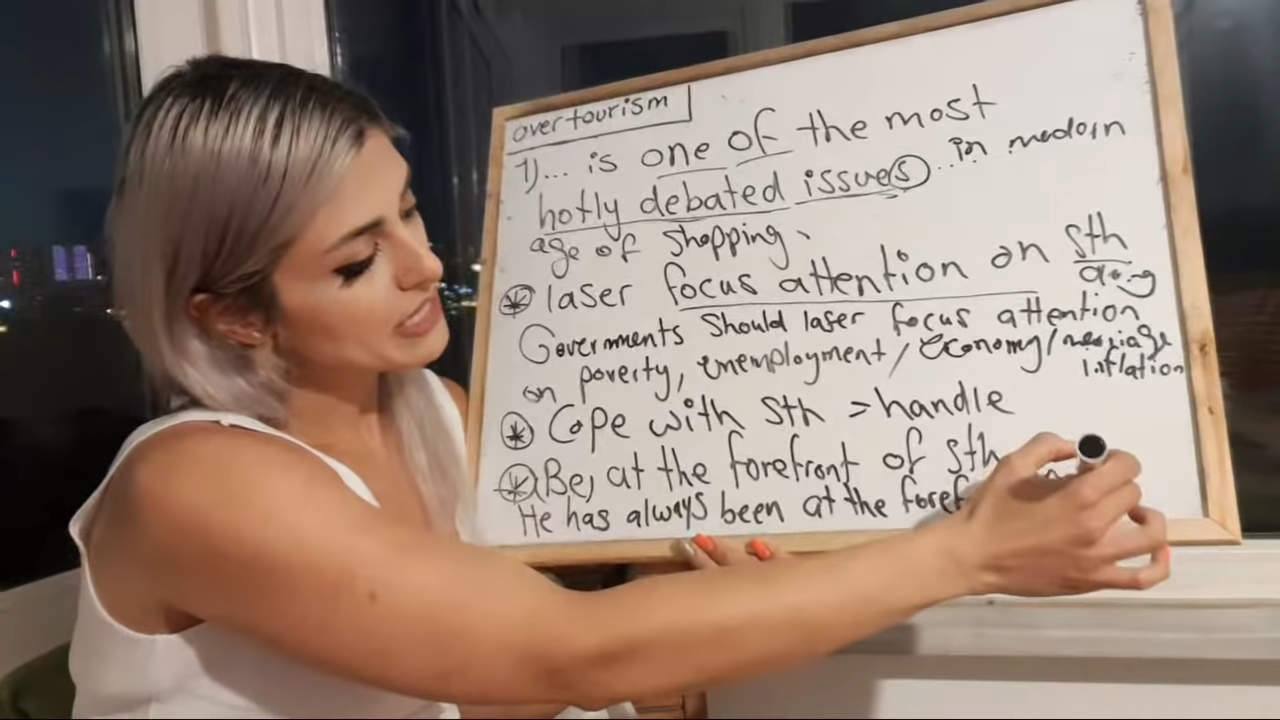 overtourism
1)... is one of the most
hotly debated issues... in modern
age of shopping.
laser focus attention on sth
doing
Governments should laser focus attention
on poverty, unemployment/economy/
inflation
Cope with sth = handle
(Be) at the forefront of sth
He has always been at the foref